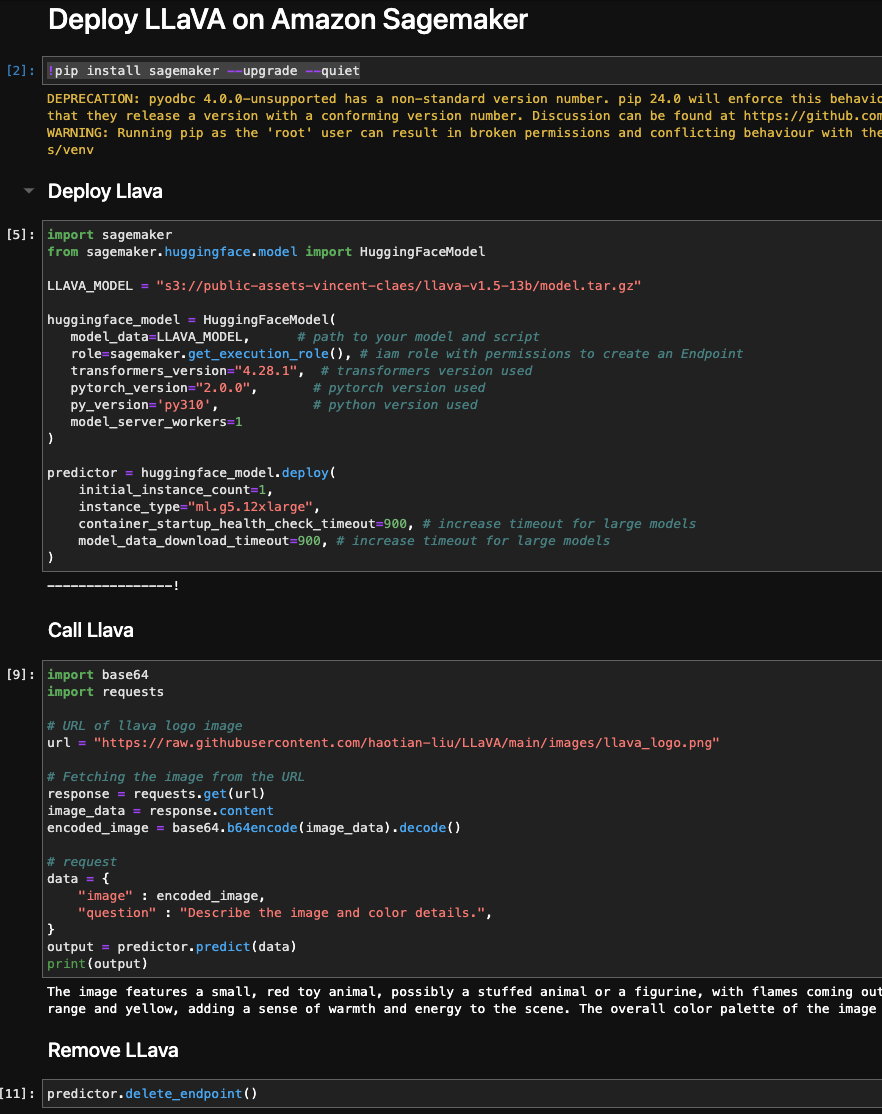 Deploy LLaVA on Amazon Sagemaker
[2]: !pip install sagemaker --upgrade --quiet
DEPRECATION: pyodbc 4.0.0-unsupported has a non-standard version number. pip 24.0 will enforce this behavio
that they release a version with a conforming version number. Discussion can be found at https://github.com
WARNING: Running pip as the 'root' user can result in broken permissions and conflicting behaviour with the
s/venv
Deploy Llava
[5]: import sagemaker
from sagemaker.huggingface.model import HuggingFaceModel
LLAVA_MODEL = "s3://public-assets-vincent-claes/llava-v1.5-13b/model.tar.gz"
huggingface_model = HuggingFaceModel(
model_data=LLAVA_MODEL, # path to your model and script
role=sagemaker.get_execution_role(), # iam role with permissions to create an Endpoint
transformers_version="4.28.1", # transformers version used
pytorch_version="2.0.0", # pytorch version used
py_version='py310', # python version used
model_server_workers=1
)
predictor = huggingface_model.deploy(
initial_instance_count=1,
instance_type="ml.g5.12xlarge",
container_startup_health_check_timeout=900, # increase timeout for large models
model_data_download_timeout=900, # increase timeout for large models
)
----------------!
Call Llava
[9]: import base64
import requests
# URL of llava logo image
url = "https://raw.githubusercontent.com/haotian-liu/LLaVA/main/images/llava_logo.png"
# Fetching the image from the URL
response = requests.get(url)
image_data = response.content
encoded_image = base64.b64encode(image_data).decode()
# request
data = {
"image" : encoded_image,
"question" : "Describe the image and color details.",
}
output = predictor.predict(data)
print(output)
The image features a small, red toy animal, possibly a stuffed animal or a figurine, with flames coming out
range and yellow, adding a sense of warmth and energy to the scene. The overall color palette of the image
Remove LLava
[11]: predictor.delete_endpoint()